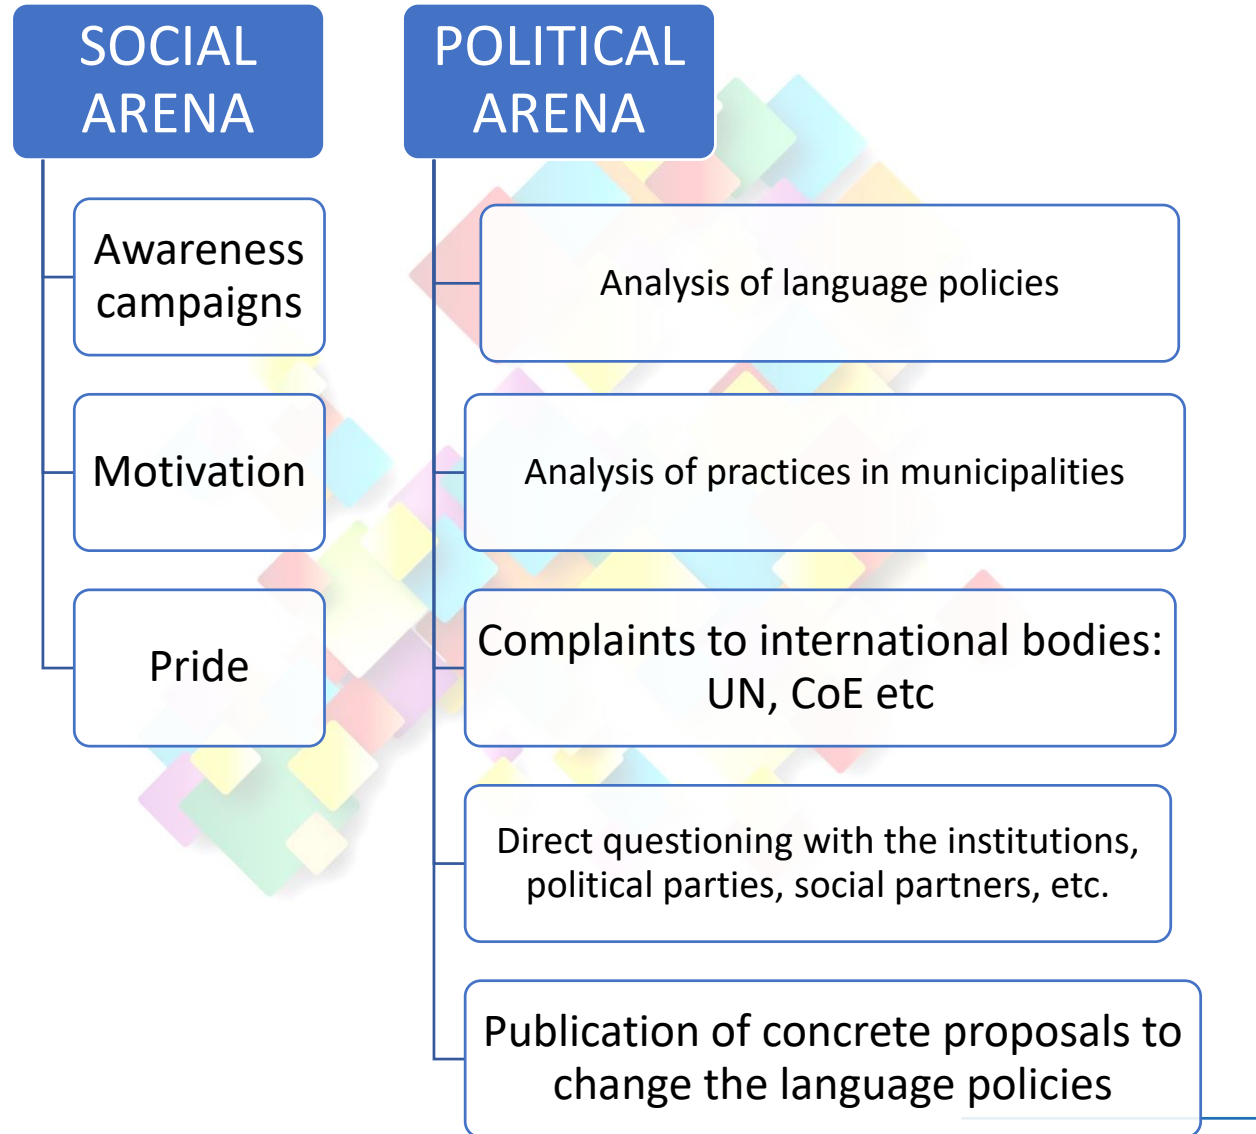 SOCIAL
ARENA
Awareness
campaigns
Motivation
Pride
POLITICAL
ARENA
Analysis of language policies
Analysis of practices in municipalities
Complaints to international bodies:
UN, CoE etc
Direct questioning with the institutions,
political parties, social partners, etc.
Publication of concrete proposals to
change the language policies